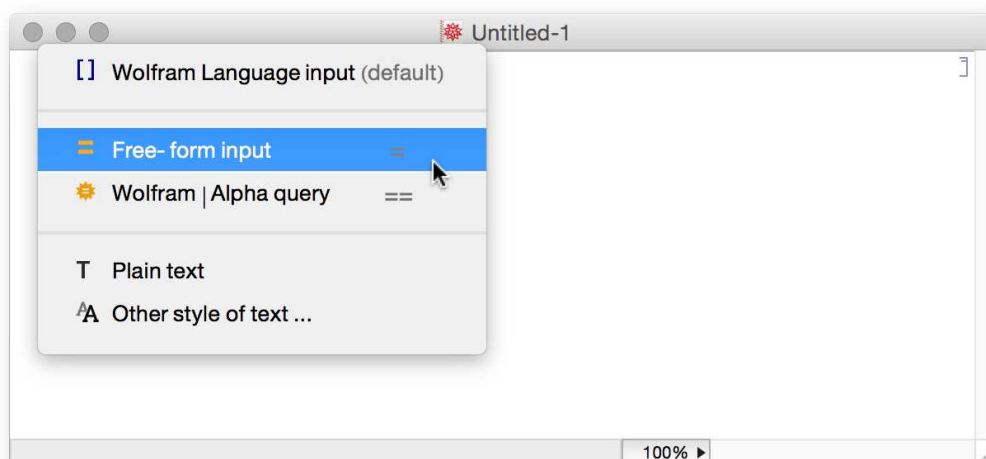 Untitled-1
[] Wolfram Language input (default)
= Free- form input =
Wolfram | Alpha query ==
T Plain text
AA Other style of text ...
100%